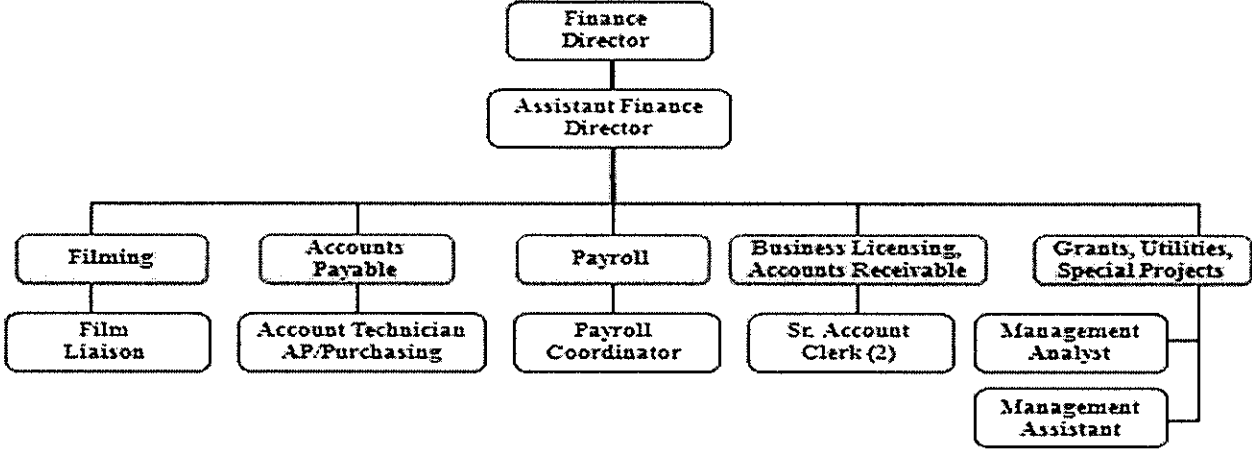 Finance
Director
Assistant Finance
Director
Filming
Accounts
Payable
Payroll
Business Licensing,
Accounts Receivable
Grants, Utilities,
Special Projects
Film
Liaison
Account Technician
AP/Purchasing
Payroll
Coordinator
Sr. Account
Clerk (2)
Management
Analyst
Management
Assistant